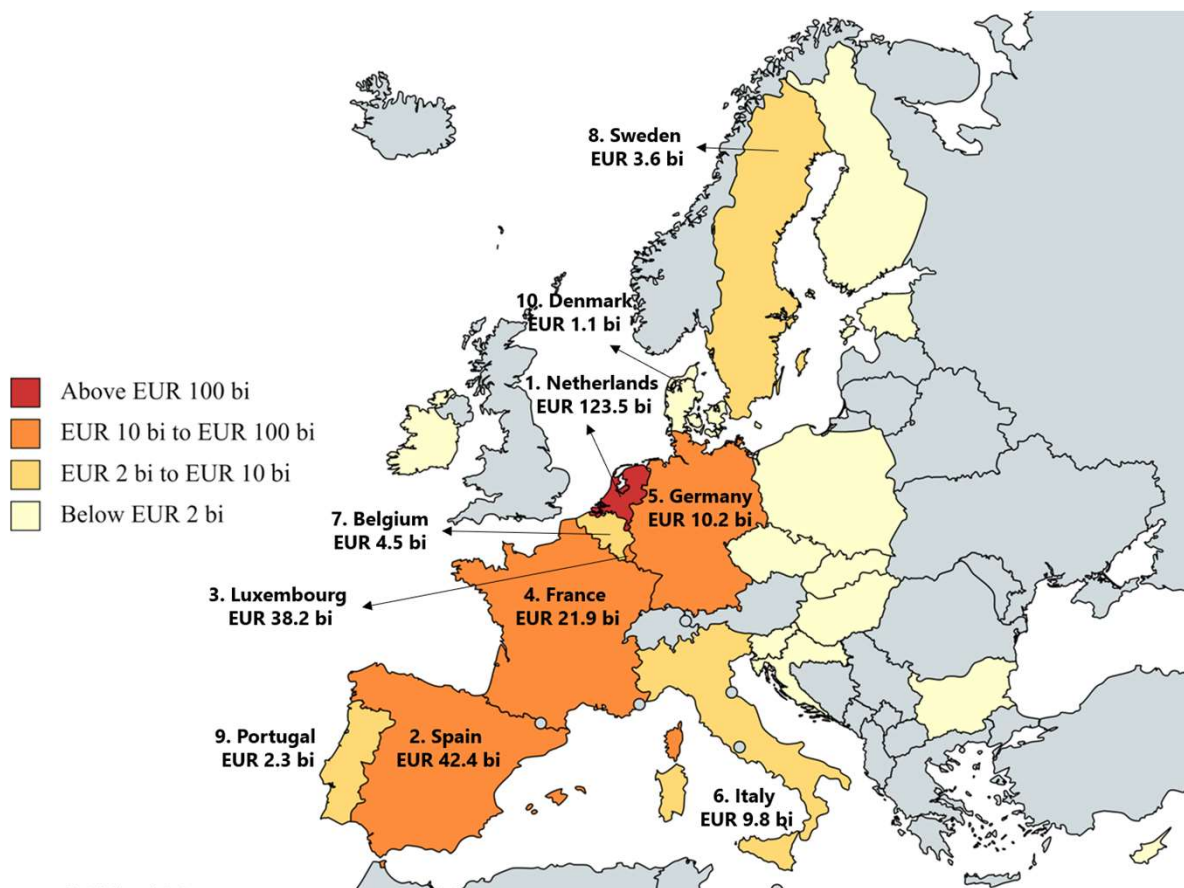 8. Sweden
EUR 3.6 bi
10. Denmark
EUR 1.1 bi
1. Netherlands
EUR 123.5 bi
Above EUR 100 bi
EUR 10 bi to EUR 100 bi
EUR 2 bi to EUR 10 bi
Below EUR 2 bi
5. Germany
EUR 10.2 bi
7. Belgium
EUR 4.5 bi
3. Luxembourg
EUR 38.2 bi
4. France
EUR 21.9 bi
9. Portugal
EUR 2.3 bi
2. Spain
EUR 42.4 bi
6. Italy
EUR 9.8 bi